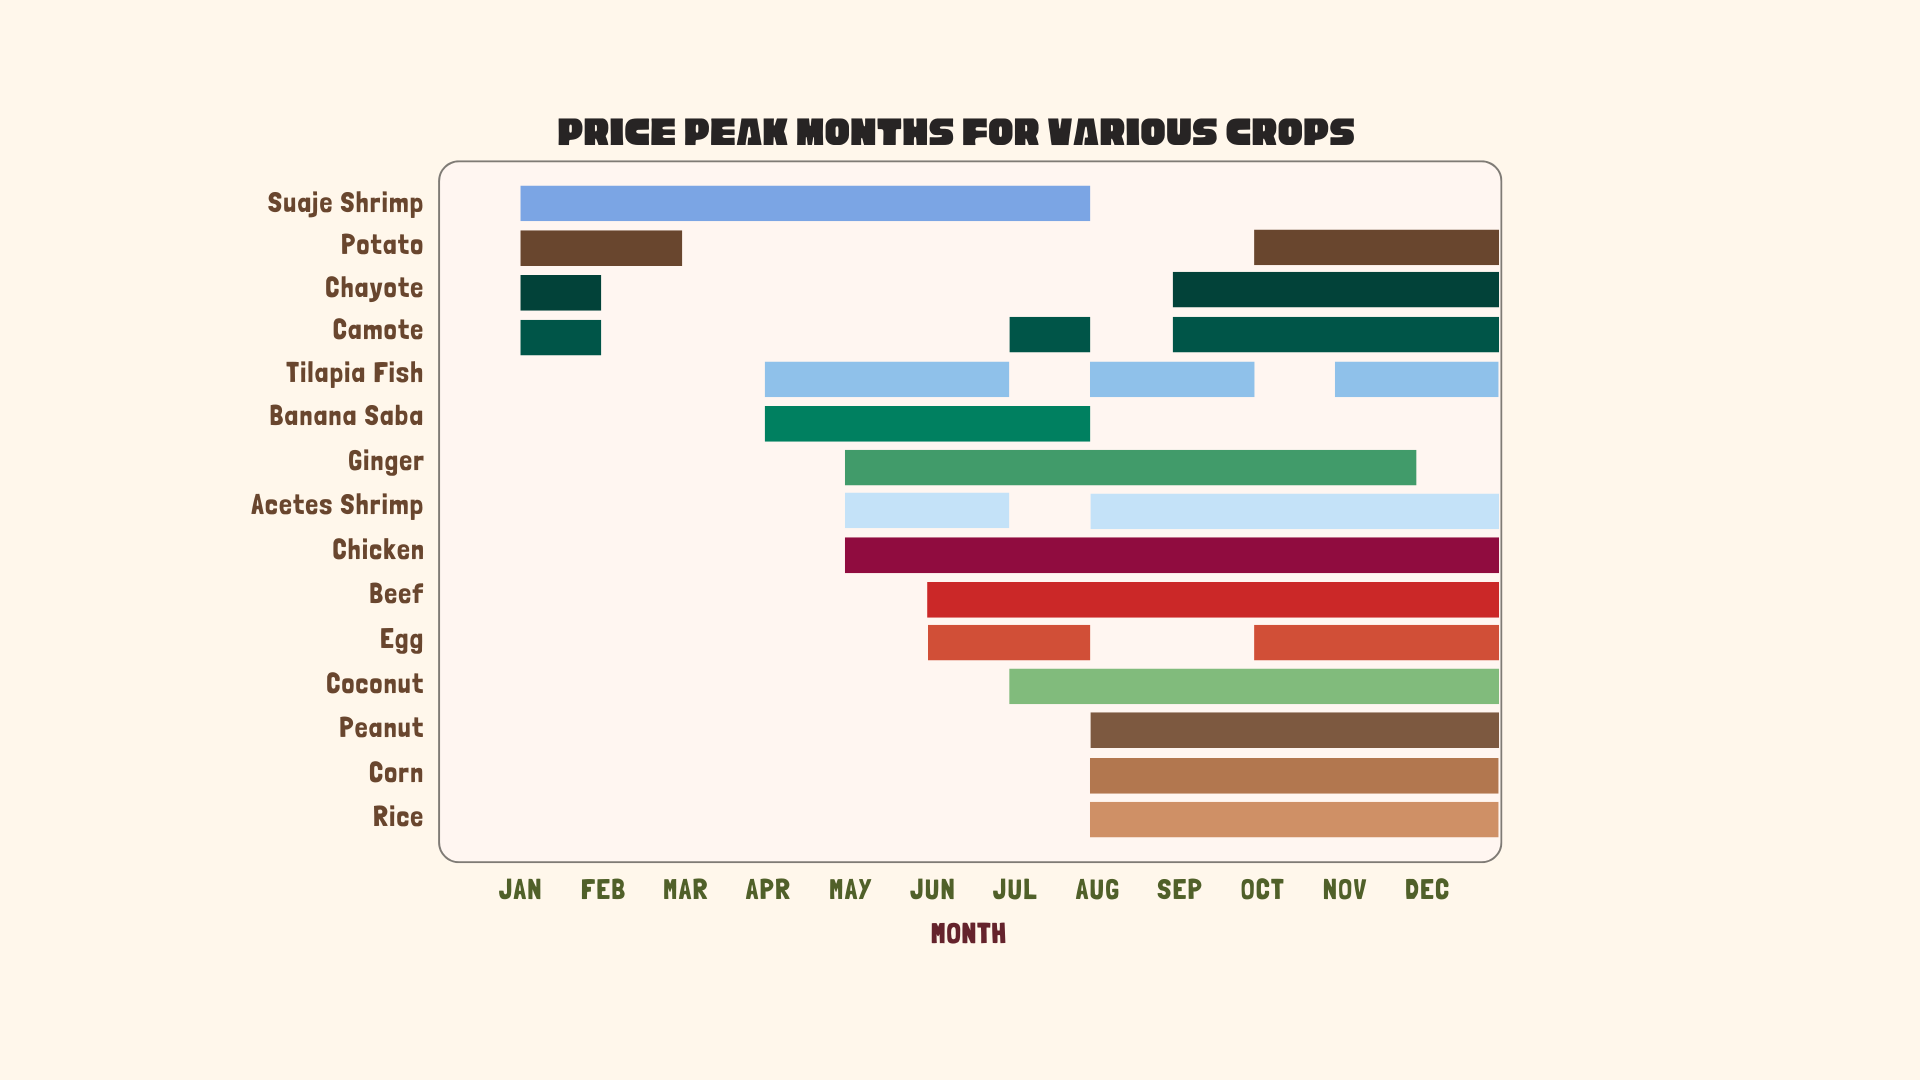 PRICE PEAK MONTHS FOR VARIOUS CROPS
Suaje Shrimp
Potato
Chayote
Camote
Tilapia Fish
Banana Saba
Ginger
Acetes Shrimp
Chicken
Beef
Egg
Coconut
Peanut
Corn
Rice
JAN FEB MAR APR MAY JUN JUL AUG SEP OCT NOV DEC
MONTH